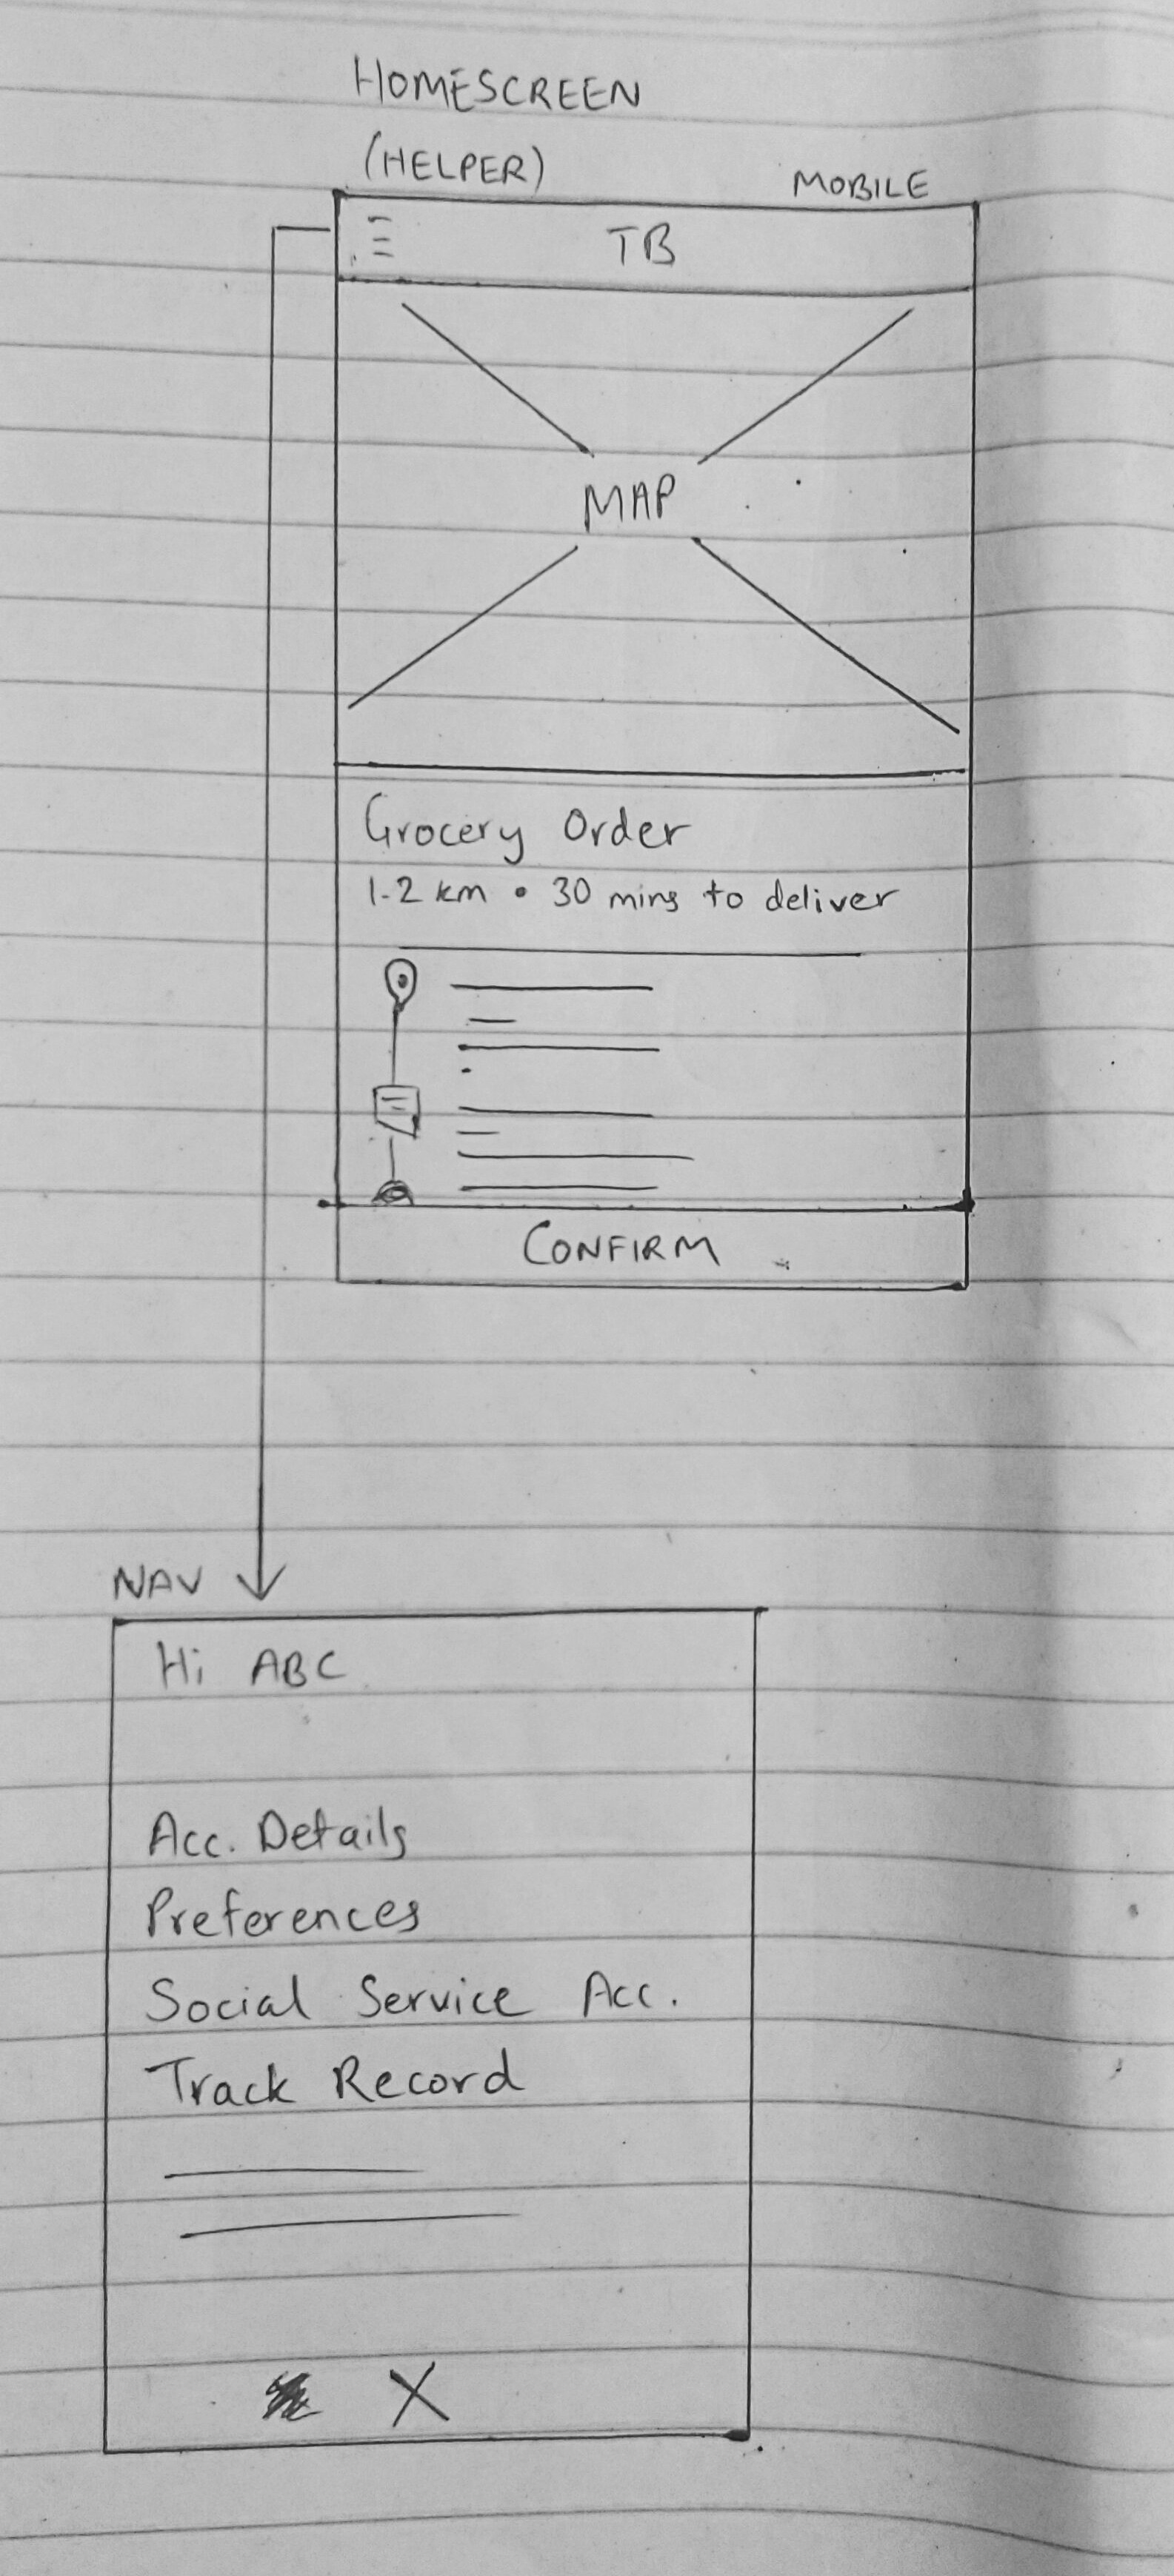 HOMESCREEN
(HELPER)
MOBILE
TB
MAP
Grocery Order
1.2 km • 30 mins to deliver
CONFIRM
NAV
Hi ABC
Acc. Details
Preferences
Social Service Acc.
Track Record
X